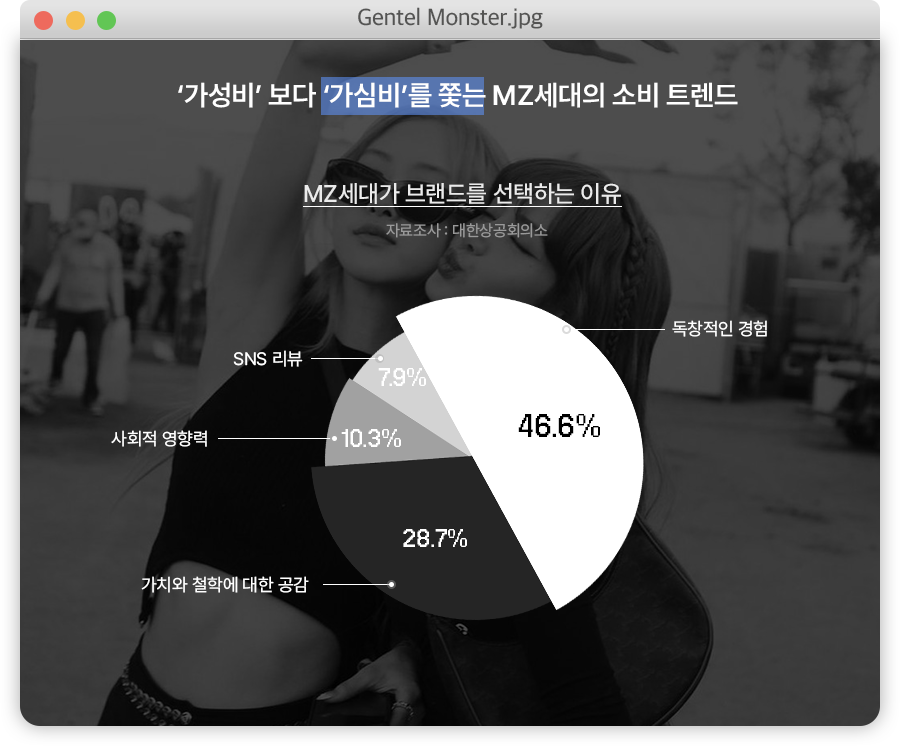 Gentel Monster.jpg
‘가성비’ 보다 ‘가심비’를 쫓는 MZ세대의 소비 트렌드
MZ세대가 브랜드를 선택하는 이유
자료조사 : 대한상공회의소
독창적인 경험
46.6%
SNS 리뷰
7.9%
사회적 영향력
10.3%
28.7%
가치와 철학에 대한 공감